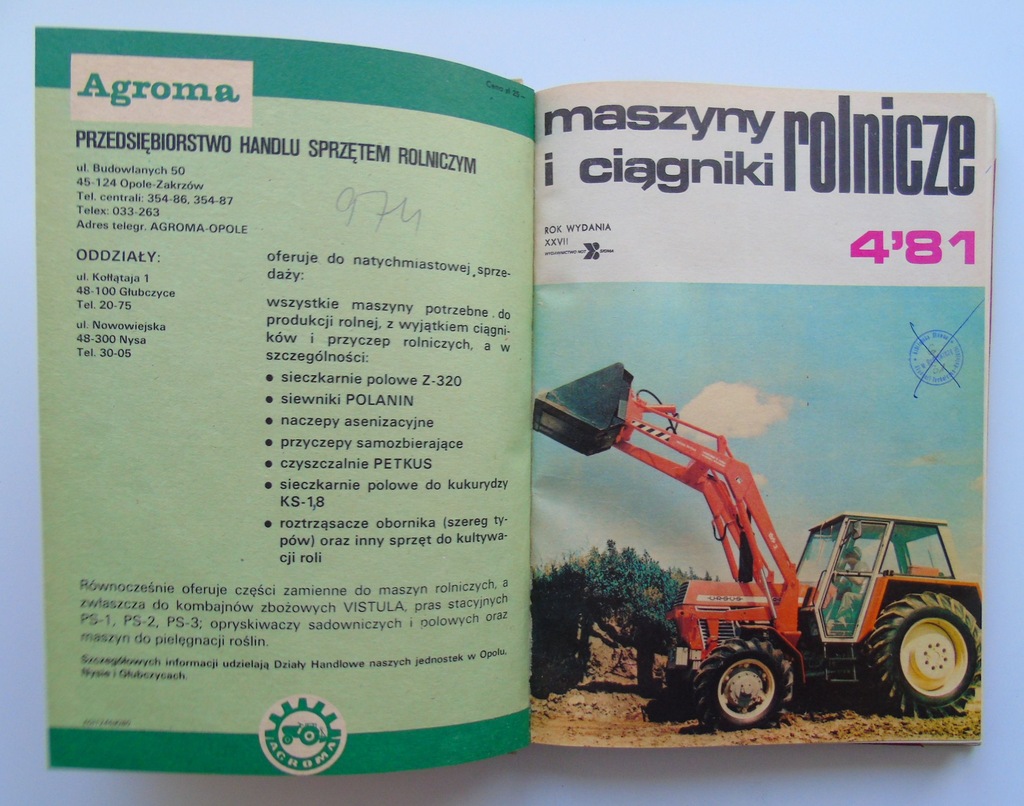 Cena zł 25.—
Agroma
PRZEDSIĘBIORSTWO HANDLU SPRZĘTEM ROLNICZYM
ul. Budowlanych 50
45-124 Opole-Zakrzów
Tel. centrali: 354-86, 354-87
Telex: 033-263
Adres telegr. AGROMA-OPOLE
974
ODDZIAŁY:
ul. Kołłątaja 1
48-100 Głubczyce
Tel. 20-75
ul. Nowowiejska
48-300 Nysa
Tel. 30-05
oferuje do natychmiastowej sprze-
daży:
wszystkie maszyny potrzebne do
produkcji rolnej, z wyjątkiem ciągni-
ków i przyczep rolniczych, a w
szczególności:
● sieczkarnie polowe Z-320
● siewniki POLANIN
● naczepy asenizacyjne
● przyczepy samozbierające
● czyszczalnie PETKUS
● sieczkarnie polowe do kukurydzy
KS-1,8
● roztrząsacze obornika (szereg ty-
pów) oraz inny sprzęt do kultywa-
cji roli
Równocześnie oferuje części zamienne do maszyn rolniczych, a
zwłaszcza do kombajnów zbożowych VISTULA, pras stacyjnych
PS-1, PS-2, PS-3; opryskiwaczy sadowniczych i polowych oraz
maszyn do pielęgnacji roślin.
Szczegółowych informacji udzielają Działy Handlowe naszych jednostek w Opolu,
Nysie i Głubczycach.
AGROMA
maszyny
i ciągniki
rolnicze
ROK WYDANIA
XXVII
WYDAWNICTWO NOT SIGMA
4'81
URSUS